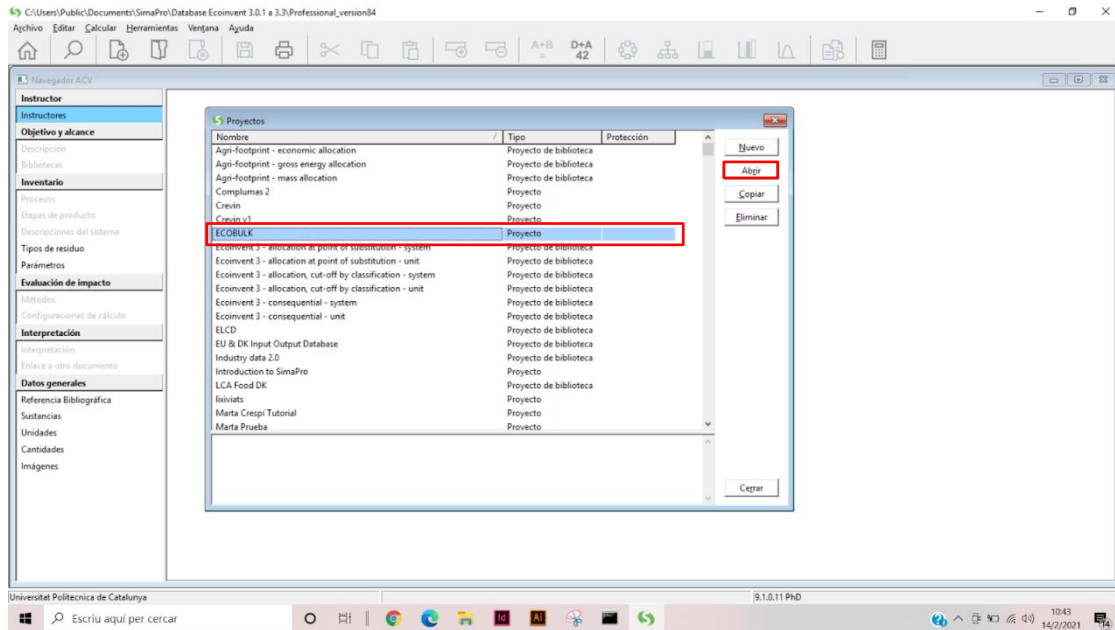 C:\Users\Public\Documents\SimaPro\Database Ecoinvent 3.0.1 a 3.3\Professional_version84
Archivo Editar Calcular Herramientas Ventana Ayuda
A+B
=
D+A
42
Navegador ACV
Instructor
Instructores
Objetivo y alcance
Descripción
Bibliotecas
Inventario
Procesos
Etapas de producto
Descripciones del sistema
Tipos de residuo
Parámetros
Evaluación de impacto
Métodos
Configuraciones de cálculo
Interpretación
Interpretación
Enlace a otro documento
Datos generales
Referencia Bibliográfica
Sustancias
Unidades
Cantidades
Imágenes
Proyectos
Nombre / Tipo Protección
Agri-footprint - economic allocation Proyecto de biblioteca
Agri-footprint - gross energy allocation Proyecto de biblioteca
Agri-footprint - mass allocation Proyecto de biblioteca
Complumas 2 Proyecto
Crevin Proyecto
Crevin v1 Proyecto
ECOBULK Proyecto
Ecoinvent 3 - allocation at point of substitution - system Proyecto de biblioteca
Ecoinvent 3 - allocation at point of substitution - unit Proyecto de biblioteca
Ecoinvent 3 - allocation, cut-off by classification - system Proyecto de biblioteca
Ecoinvent 3 - allocation, cut-off by classification - unit Proyecto de biblioteca
Ecoinvent 3 - consequential - system Proyecto de biblioteca
Ecoinvent 3 - consequential - unit Proyecto de biblioteca
ELCD Proyecto de biblioteca
EU & DK Input Output Database Proyecto de biblioteca
Industry data 2.0 Proyecto de biblioteca
Introduction to SimaPro Proyecto
LCA Food DK Proyecto de biblioteca
lixiviats Proyecto
Marta Crespí Tutorial Proyecto
Marta Prueba Proyecto
Nuevo
Abrir
Copiar
Eliminar
Cerrar
Universitat Politecnica de Catalunya 9.1.0.11 PhD
Escriu aquí per cercar
Id
Ai
10:43
14/2/2021
14